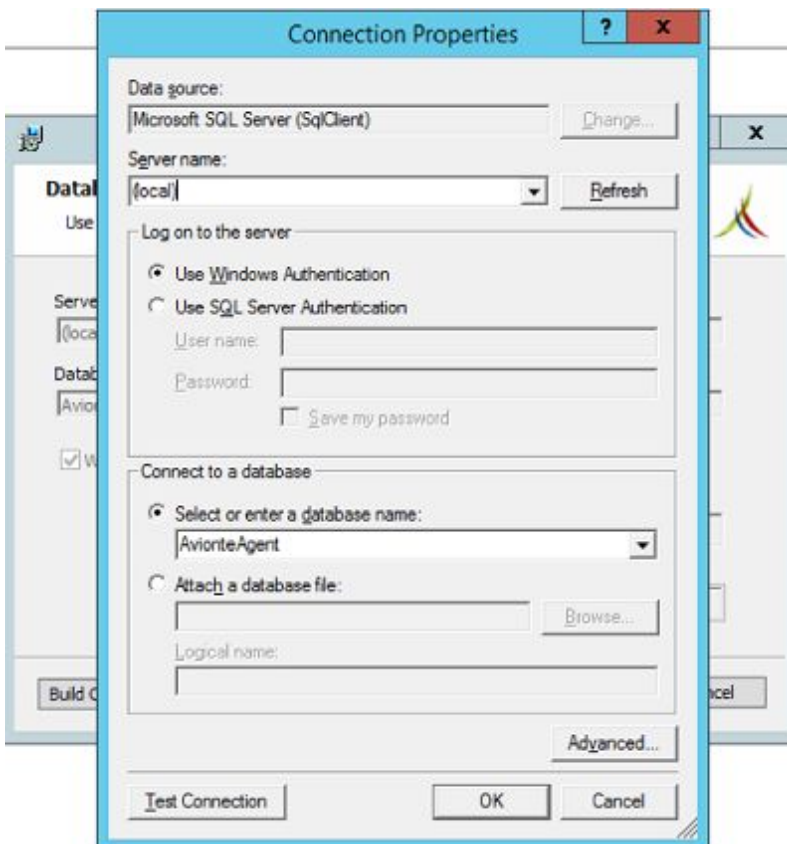 Connection Properties
?
x
x
Data source:
Microsoft SQL Server (SqlClient)
Change...
Server name:
(local)
Refresh
Log on to the server
Use Windows Authentication
Use SQL Server Authentication
User name:
Password:
Save my password
Connect to a database
Select or enter a database name:
AvionteAgent
Attach a database file:
Browse...
Logical name:
Advanced...
Test Connection
OK
Cancel
Datab
Use
Serve
(loca
Datab
Avion
W
Build C
ncel